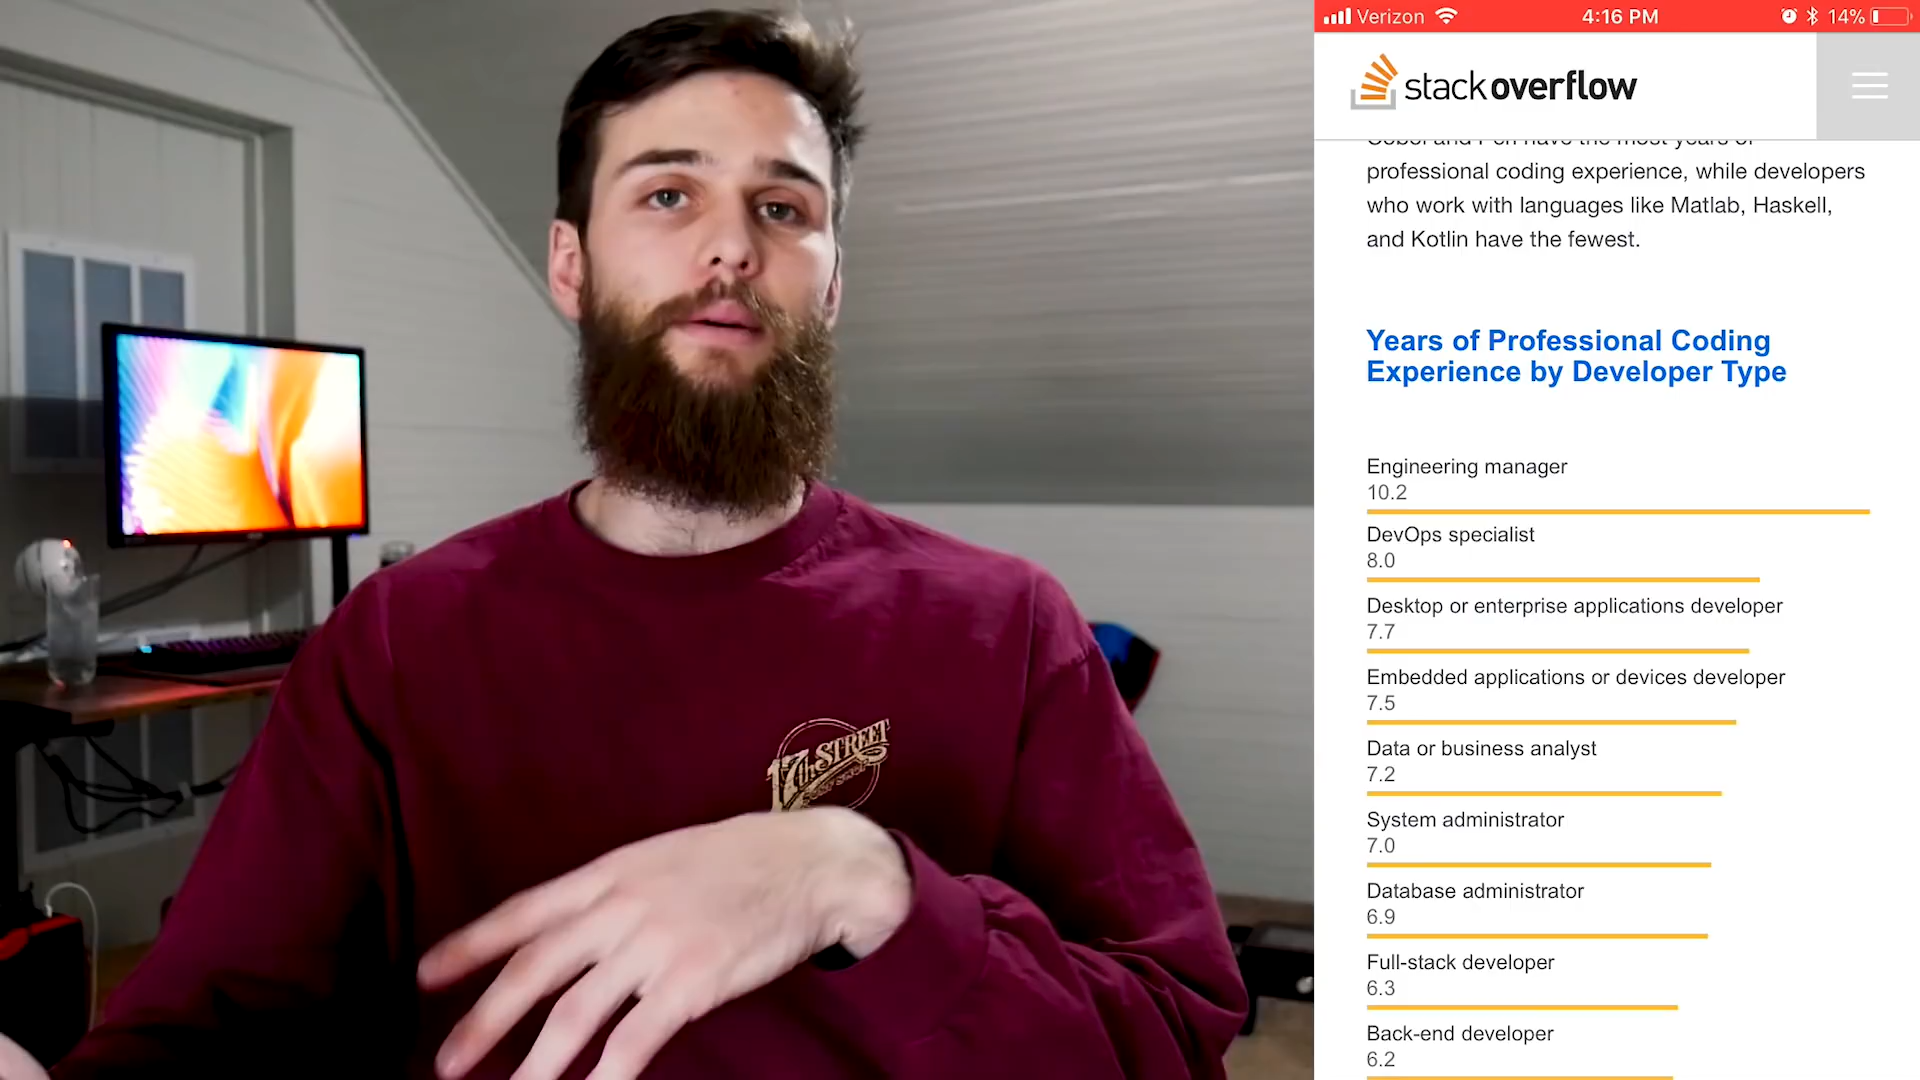 17th STREET
Verizon 4:16 PM 14%
stackoverflow
professional coding experience, while developers
who work with languages like Matlab, Haskell,
and Kotlin have the fewest.
Years of Professional Coding
Experience by Developer Type
Engineering manager
10.2
DevOps specialist
8.0
Desktop or enterprise applications developer
7.7
Embedded applications or devices developer
7.5
Data or business analyst
7.2
System administrator
7.0
Database administrator
6.9
Full-stack developer
6.3
Back-end developer
6.2